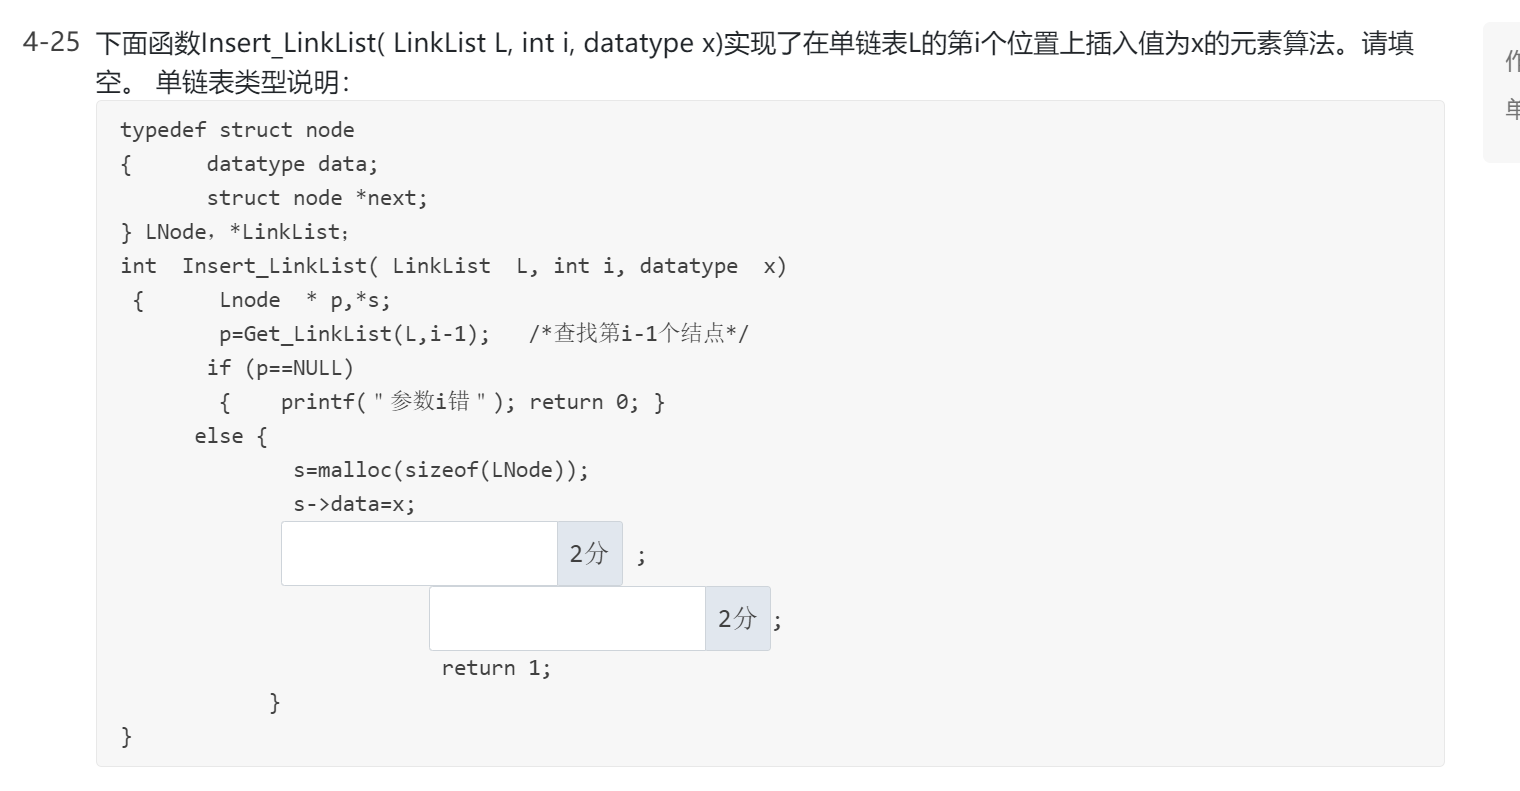 4-25 下面函数Insert_LinkList( LinkList L, int i, datatype x)实现了在单链表L的第i个位置上插入值为x的元素算法。请填
空。 单链表类型说明：
typedef struct node
{ datatype data;
struct node *next;
} LNode，*LinkList；
int Insert_LinkList( LinkList L, int i, datatype x)
{ Lnode * p,*s;
p=Get_LinkList(L,i-1); /*查找第i-1个结点*/
if (p==NULL)
{ printf(＂参数i错＂); return 0; }
else {
s=malloc(sizeof(LNode));
s->data=x;
2分 ;
2分 ;
return 1;
}
}
单